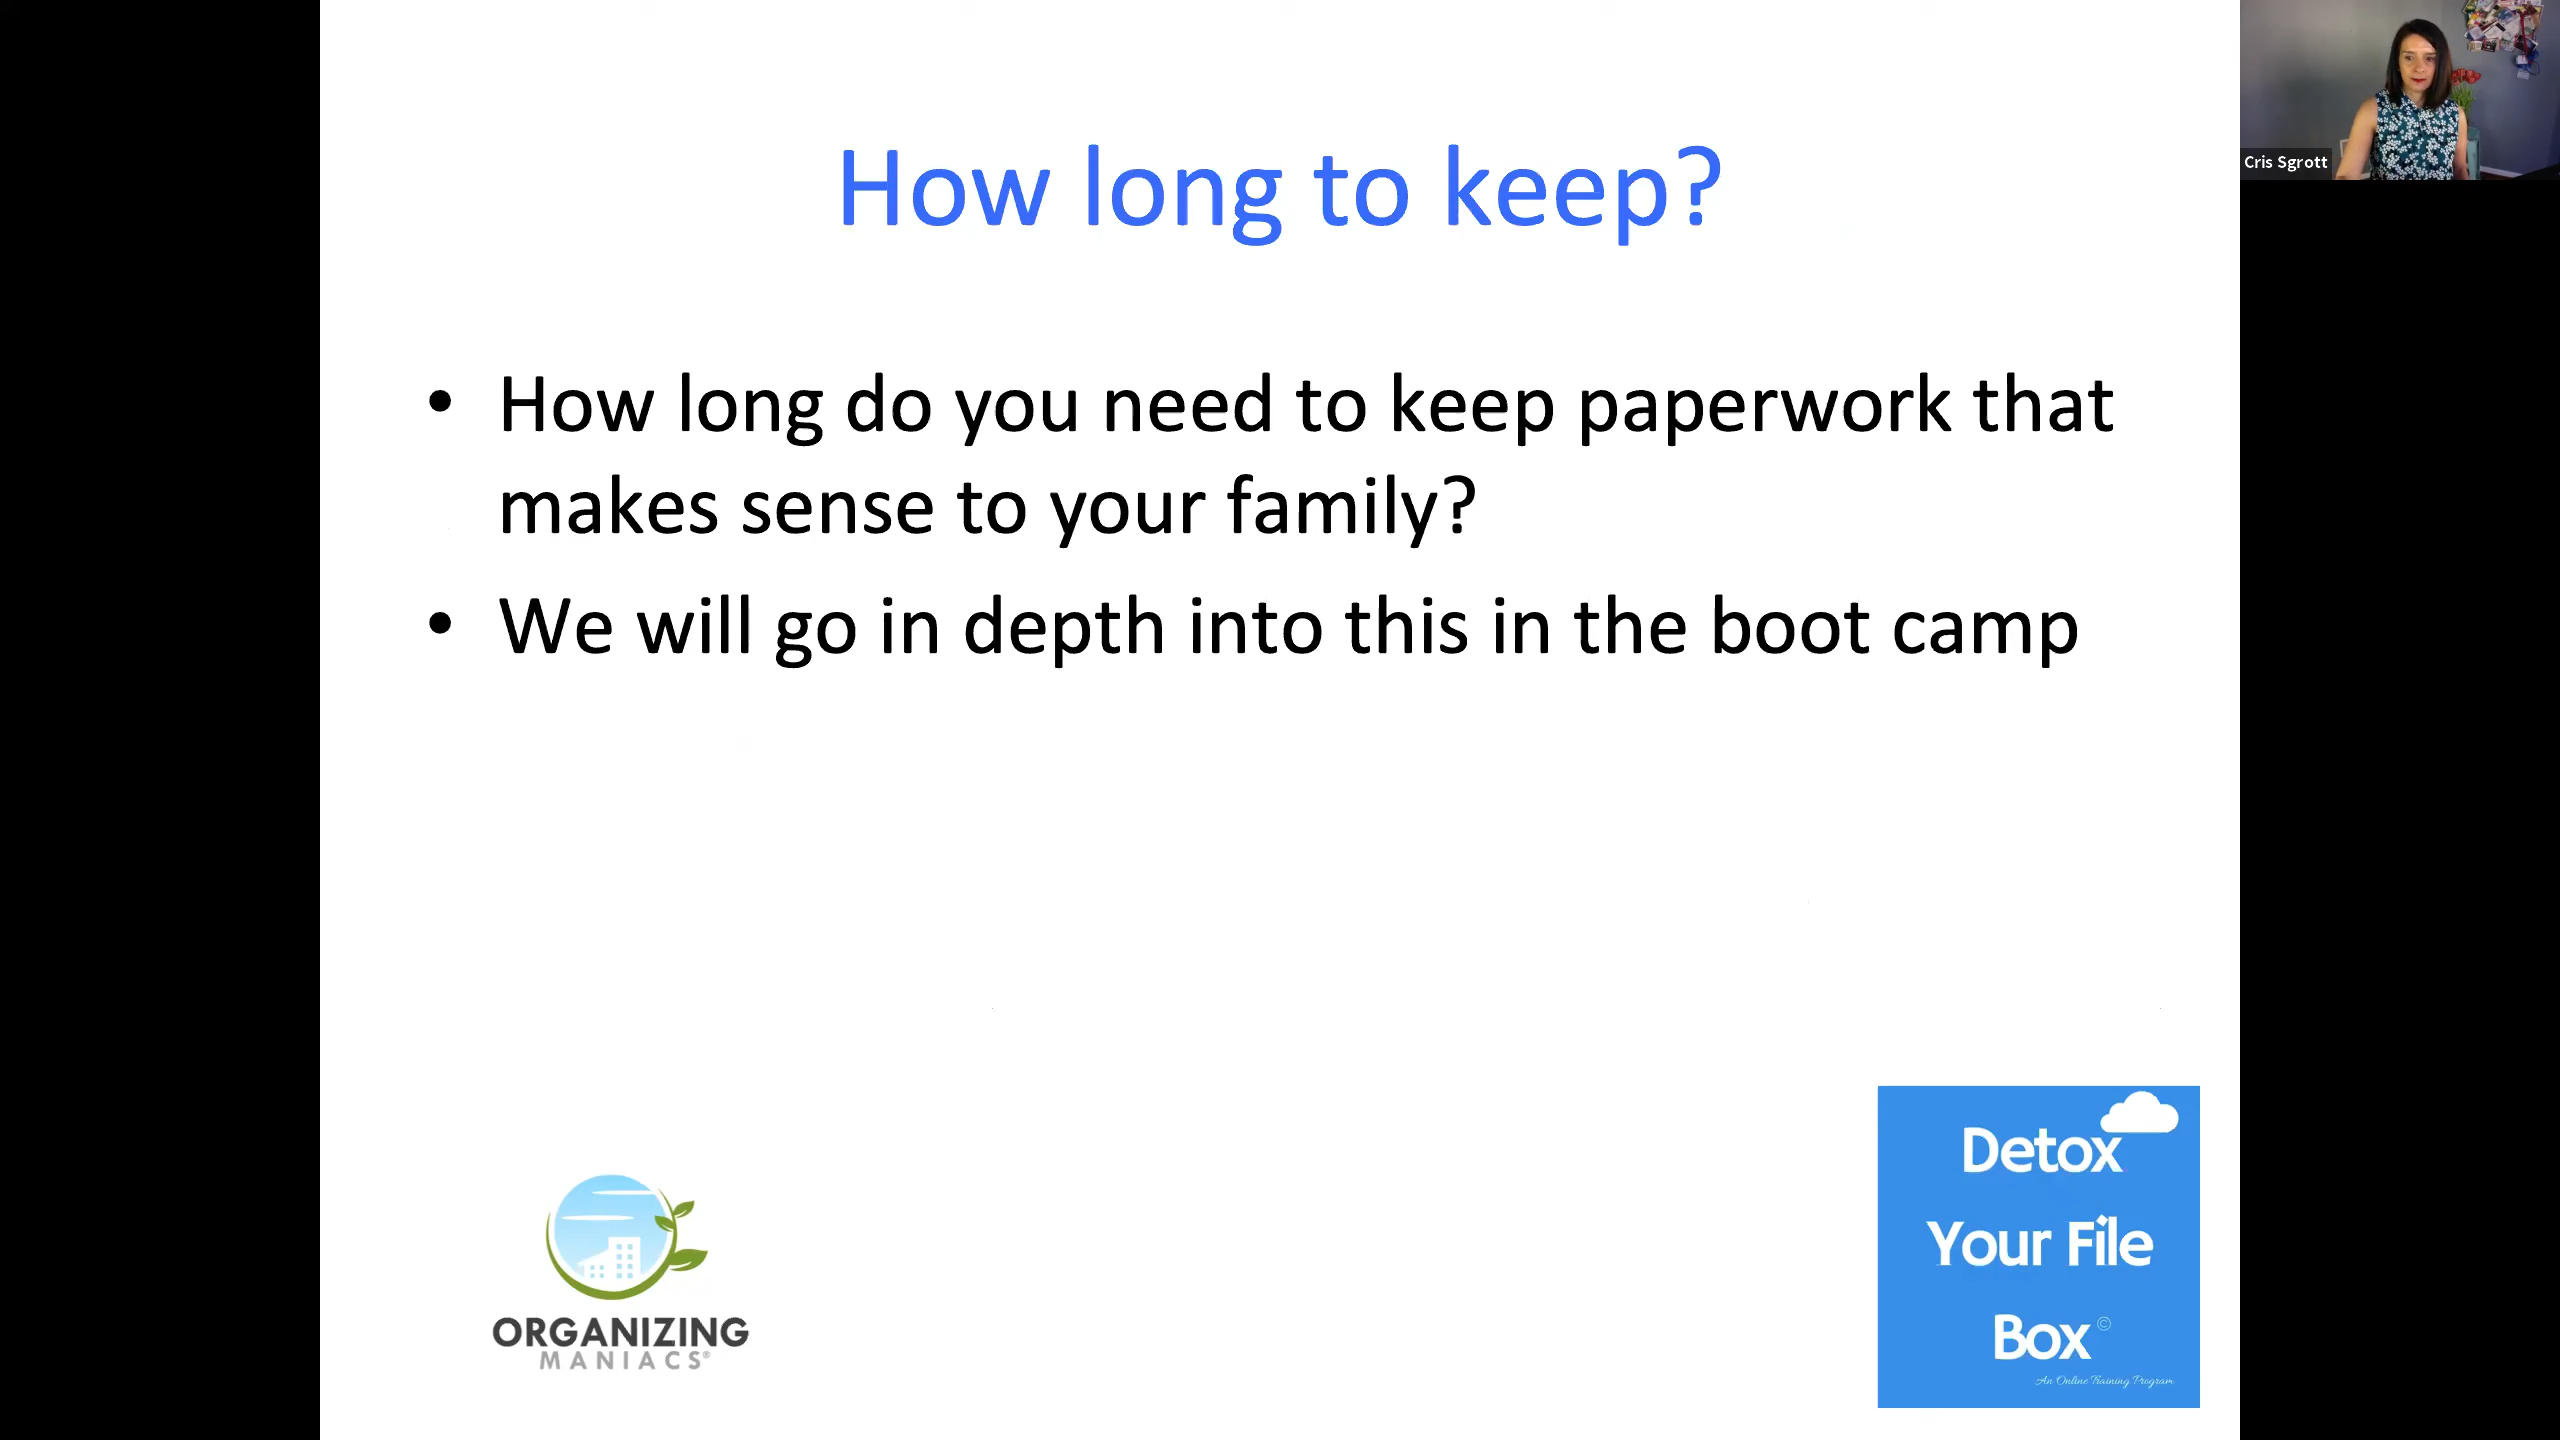 How long to keep?
• How long do you need to keep paperwork that
makes sense to your family?
• We will go in depth into this in the boot camp
ORGANIZING
MANIACS®
Detox
Your File
Box©
An Online Training Program
Cris Sgrott